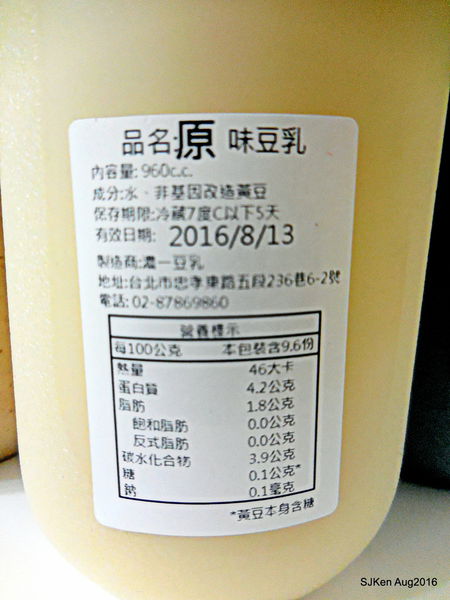 品名:原 味豆乳
內容量: 960c.c.
成分:水、非基因改造黃豆
保存期限:冷藏7度C以下5天
有效日期: 2016/8/13
製造商:濃一豆乳
地址:台北市忠孝東路五段236巷6-2號
電話: 02-87869860
營養標示
每100公克 本包裝含9.6份
熱量 46大卡
蛋白質 4.2公克
脂肪 1.8公克
飽和脂肪 0.0公克
反式脂肪 0.0公克
碳水化合物 3.9公克
糖 0.1公克*
鈉 0.1毫克
*黃豆本身含糖
SJKen Aug2016